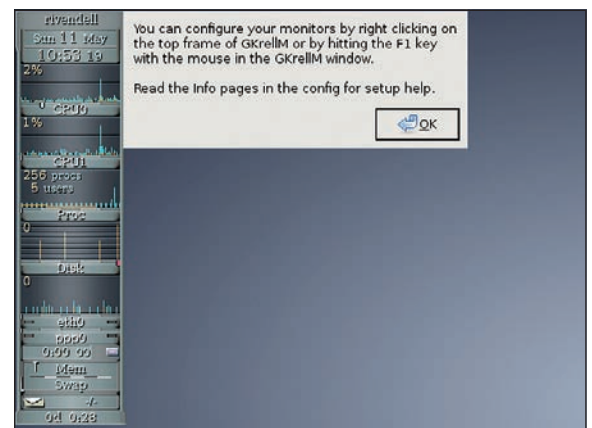 rivendell
Sun 11 May
10:53 19
2%
CPU0
1%
CPU1
256 procs
5 users
Proc
0
Disk
0
eth0
ppp0
0:00 00
Mem
Swap
-/-
0d 0:28
You can configure your monitors by right clicking on
the top frame of GKrellM or by hitting the F1 key
with the mouse in the GKrellM window.
Read the Info pages in the config for setup help.
OK